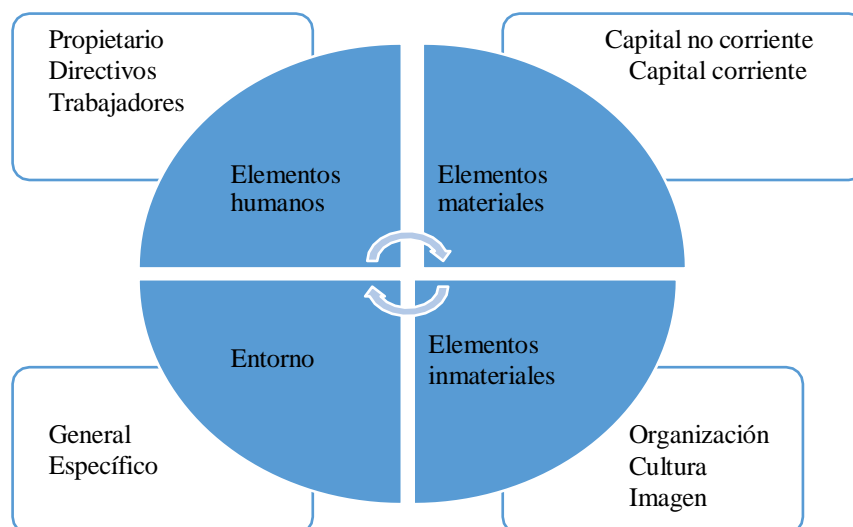 Propietario
Directivos
Trabajadores
Capital no corriente
Capital corriente
Elementos
humanos
Elementos
materiales
Entorno
Elementos
inmateriales
General
Específico
Organización
Cultura
Imagen